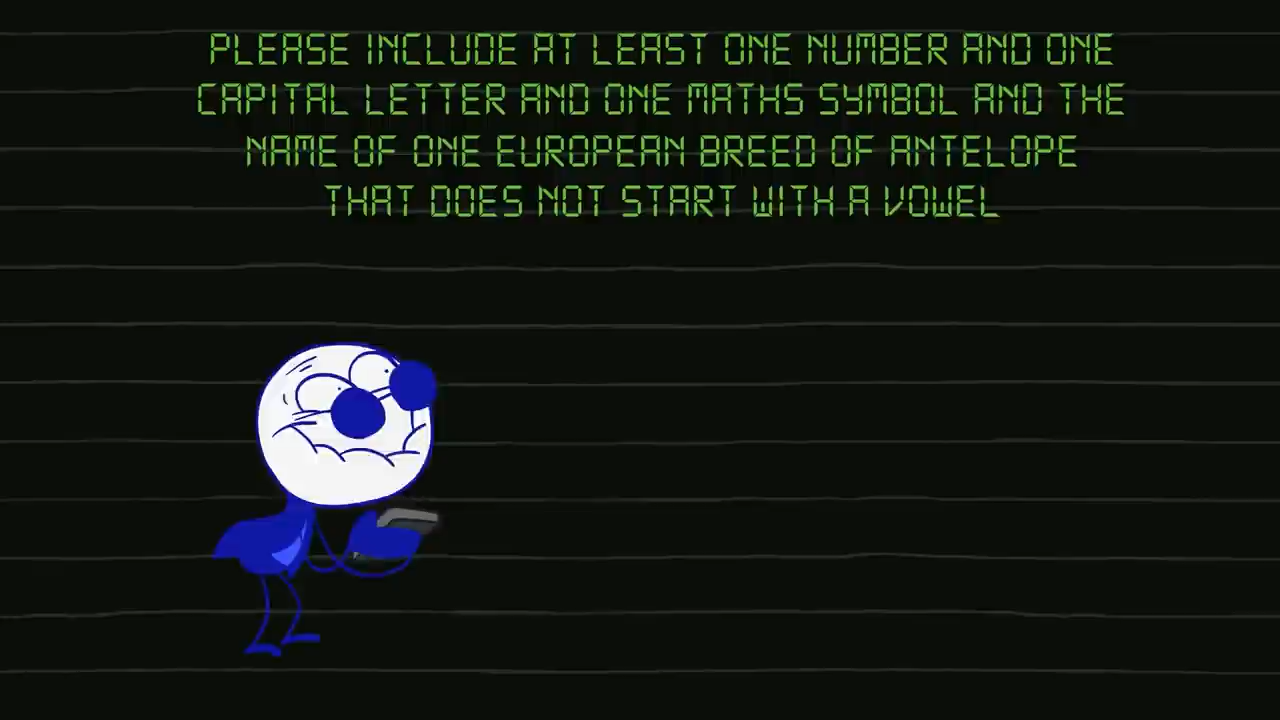 PLEASE INCLUDE AT LEAST ONE NUMBER AND ONE
CAPITAL LETTER AND ONE MATHS SYMBOL AND THE
NAME OF ONE EUROPEAN BREED OF ANTELOPE
THAT DOES NOT START WITH A VOWEL